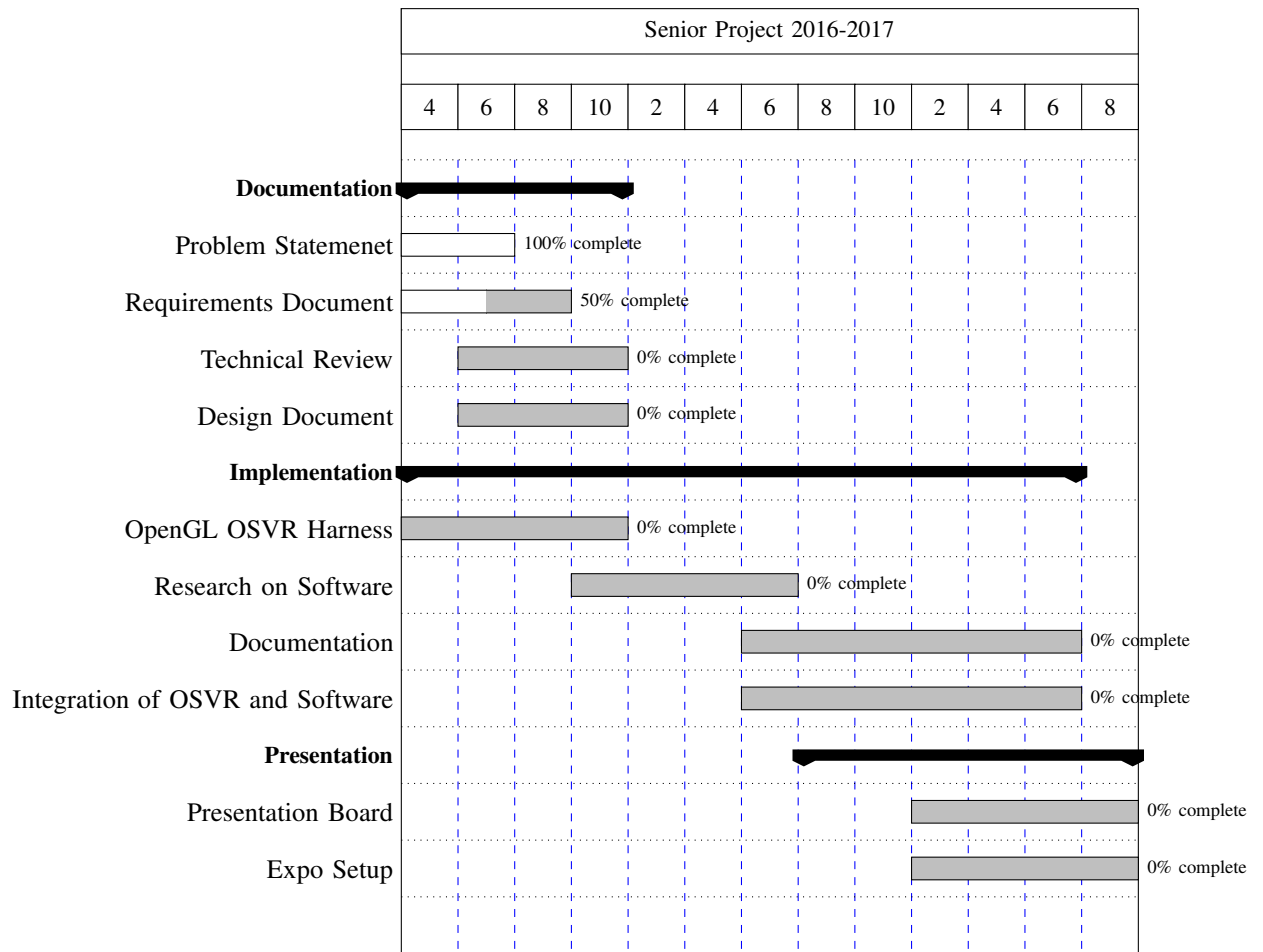 Senior Project 2016-2017
4 6 8 10 2 4 6 8 10 2 4 6 8
Documentation
Problem Statemenet 100% complete
Requirements Document 50% complete
Technical Review 0% complete
Design Document 0% complete
Implementation
OpenGL OSVR Harness 0% complete
Research on Software 0% complete
Documentation 0% complete
Integration of OSVR and Software 0% complete
Presentation
Presentation Board 0% complete
Expo Setup 0% complete